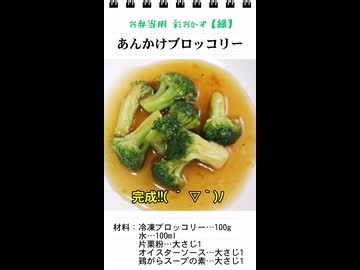 お弁当用 彩おかず【緑】
あんかけブロッコリー
完成!!( ´ ▽ ` )ﾉ
材料：冷凍ブロッコリー…100g
水…100ml
片栗粉…大さじ1
オイスターソース…大さじ1
鶏がらスープの素…大さじ1